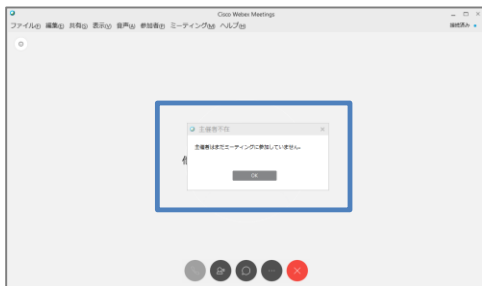 Cisco Webex Meetings
ファイル(F) 編集(E) 共有(S) 表示(V) 音声(A) 参加者(P) ミーティング(M) ヘルプ(H)
接続済み
主催者不在
主催者はまだミーティングに参加していません。
OK